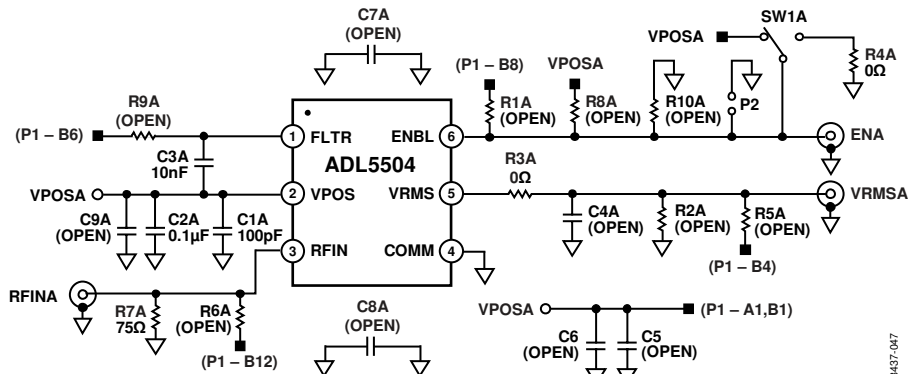 C7A
(OPEN)
SW1A
VPOSA
R4A
0Ω
(P1 – B8)
VPOSA
R9A
(OPEN)
R1A
(OPEN)
R8A
(OPEN)
R10A
(OPEN)
P2
(P1 – B6)
1
FLTR
ENBL
6
ENA
C3A
10nF
ADL5504
R3A
0Ω
VPOSA
2
VPOS
VRMS
5
VRMSA
C9A
(OPEN)
C2A
0.1µF
C1A
100pF
C4A
(OPEN)
R2A
(OPEN)
R5A
(OPEN)
3
RFIN
COMM
4
(P1 – B4)
RFINA
R7A
75Ω
R6A
(OPEN)
(P1 – B12)
C8A
(OPEN)
VPOSA
(P1 – A1,B1)
C6
(OPEN)
C5
(OPEN)